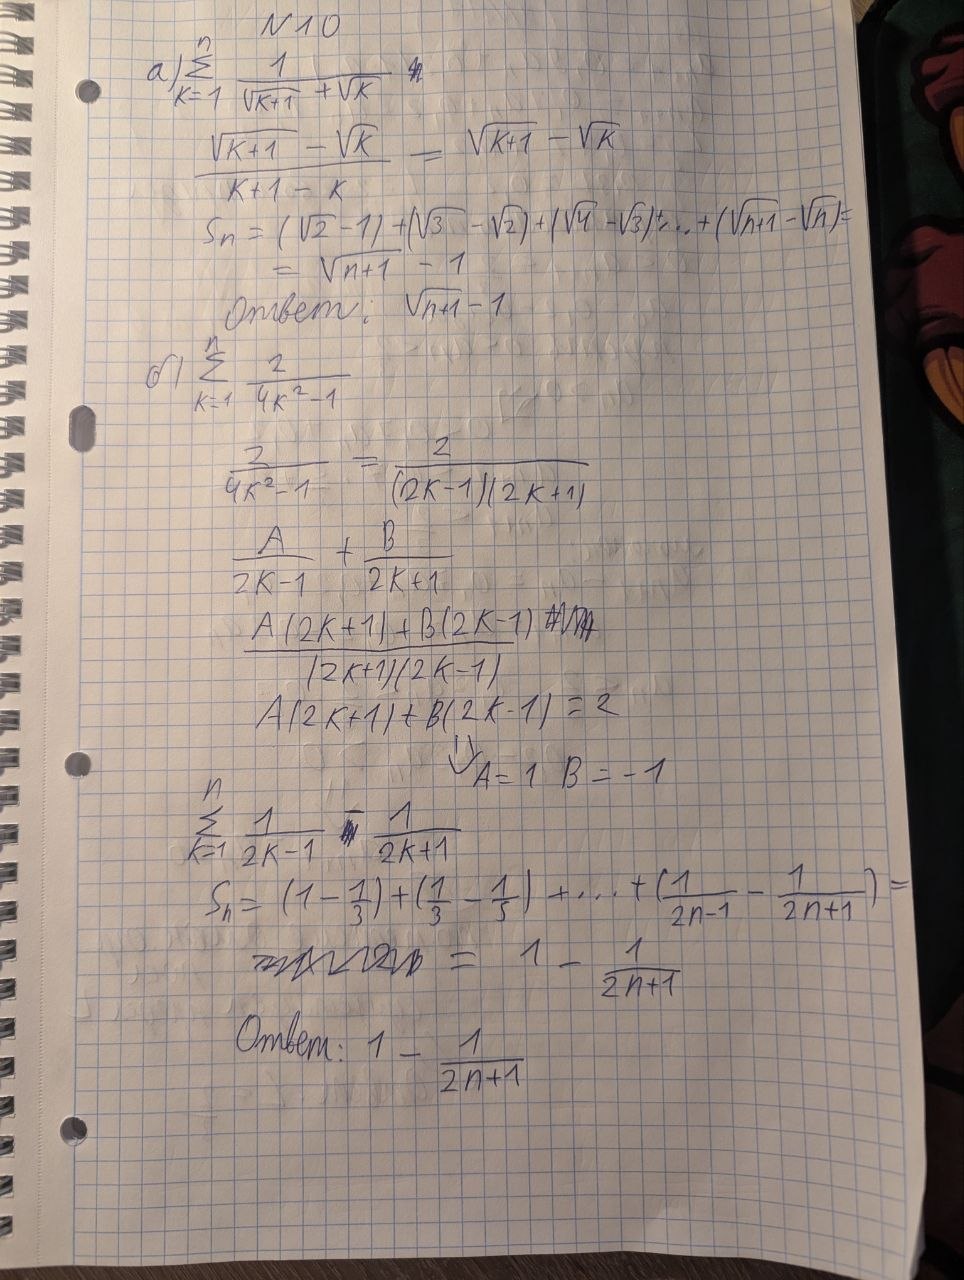 N10
а) n Σ k=1 1/(√(k+1) + √k)
(√(k+1) - √k)/(k+1 - k) = √(k+1) - √k
Sn = (√2 - 1) + (√3 - √2) + (√4 - √3) + ... + (√(n+1) - √n) =
= √(n+1) - 1
Ответ: √(n+1) - 1
б) n Σ k=1 2/(4k² - 1)
2/(4k² - 1) = 2/((2k-1)(2k+1))
A/(2k-1) + B/(2k+1)
(A(2k+1) + B(2k-1))/((2k+1)(2k-1))
A(2k+1) + B(2k-1) = 2
⇓ A = 1 B = -1
n Σ k=1 1/(2k-1) - 1/(2k+1)
Sn = (1 - 1/3) + (1/3 - 1/5) + ... + (1/(2n-1) - 1/(2n+1)) =
= 1 - 1/(2n+1)
Ответ: 1 - 1/(2n+1)